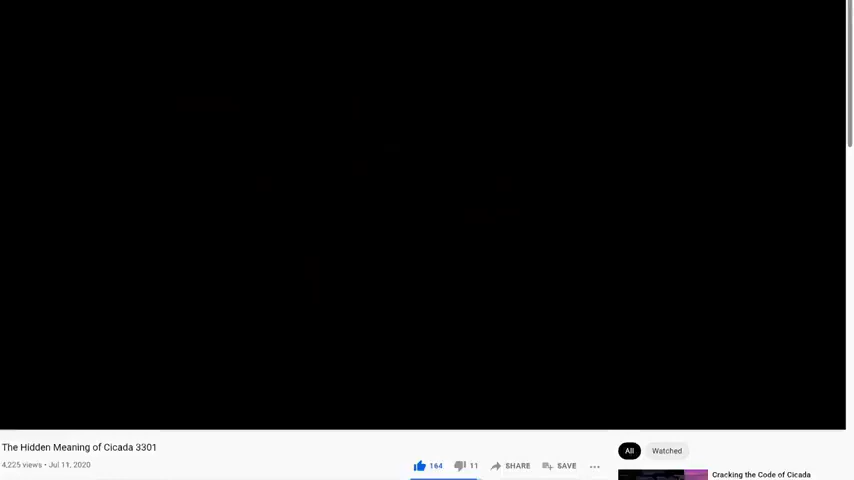 The Hidden Meaning of Cicada 3301
4,225 views • Jul 11, 2020
164
11
SHARE
SAVE
All
Watched
Cracking the Code of Cicada